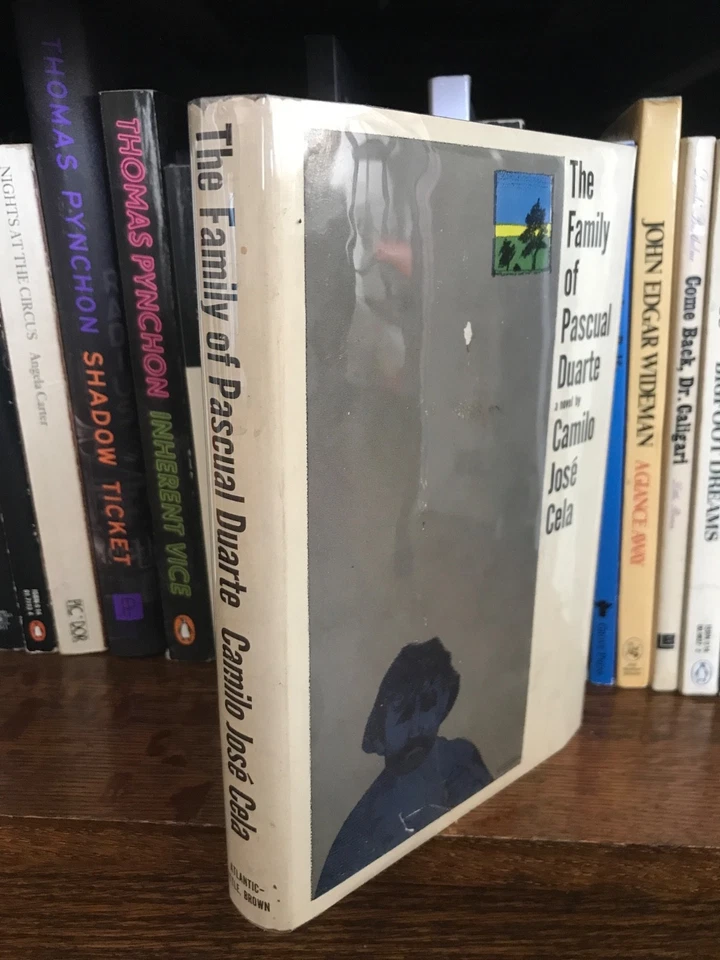 NIGHTS AT THE CIRCUS Angela Carter
PICADOR
THOMAS PYNCHON SHADOW TICKET
THOMAS PYNCHON INHERENT VICE
The Family of Pascual Duarte Camilo José Cela
ATLANTIC-
BROWN
The
Family
of
Pascual
Duarte
a novel by
Camilo
José
Cela
JOHN EDGAR WIDEMAN A GLANCE AWAY
Come Back, Dr. Caligari
DREAMS